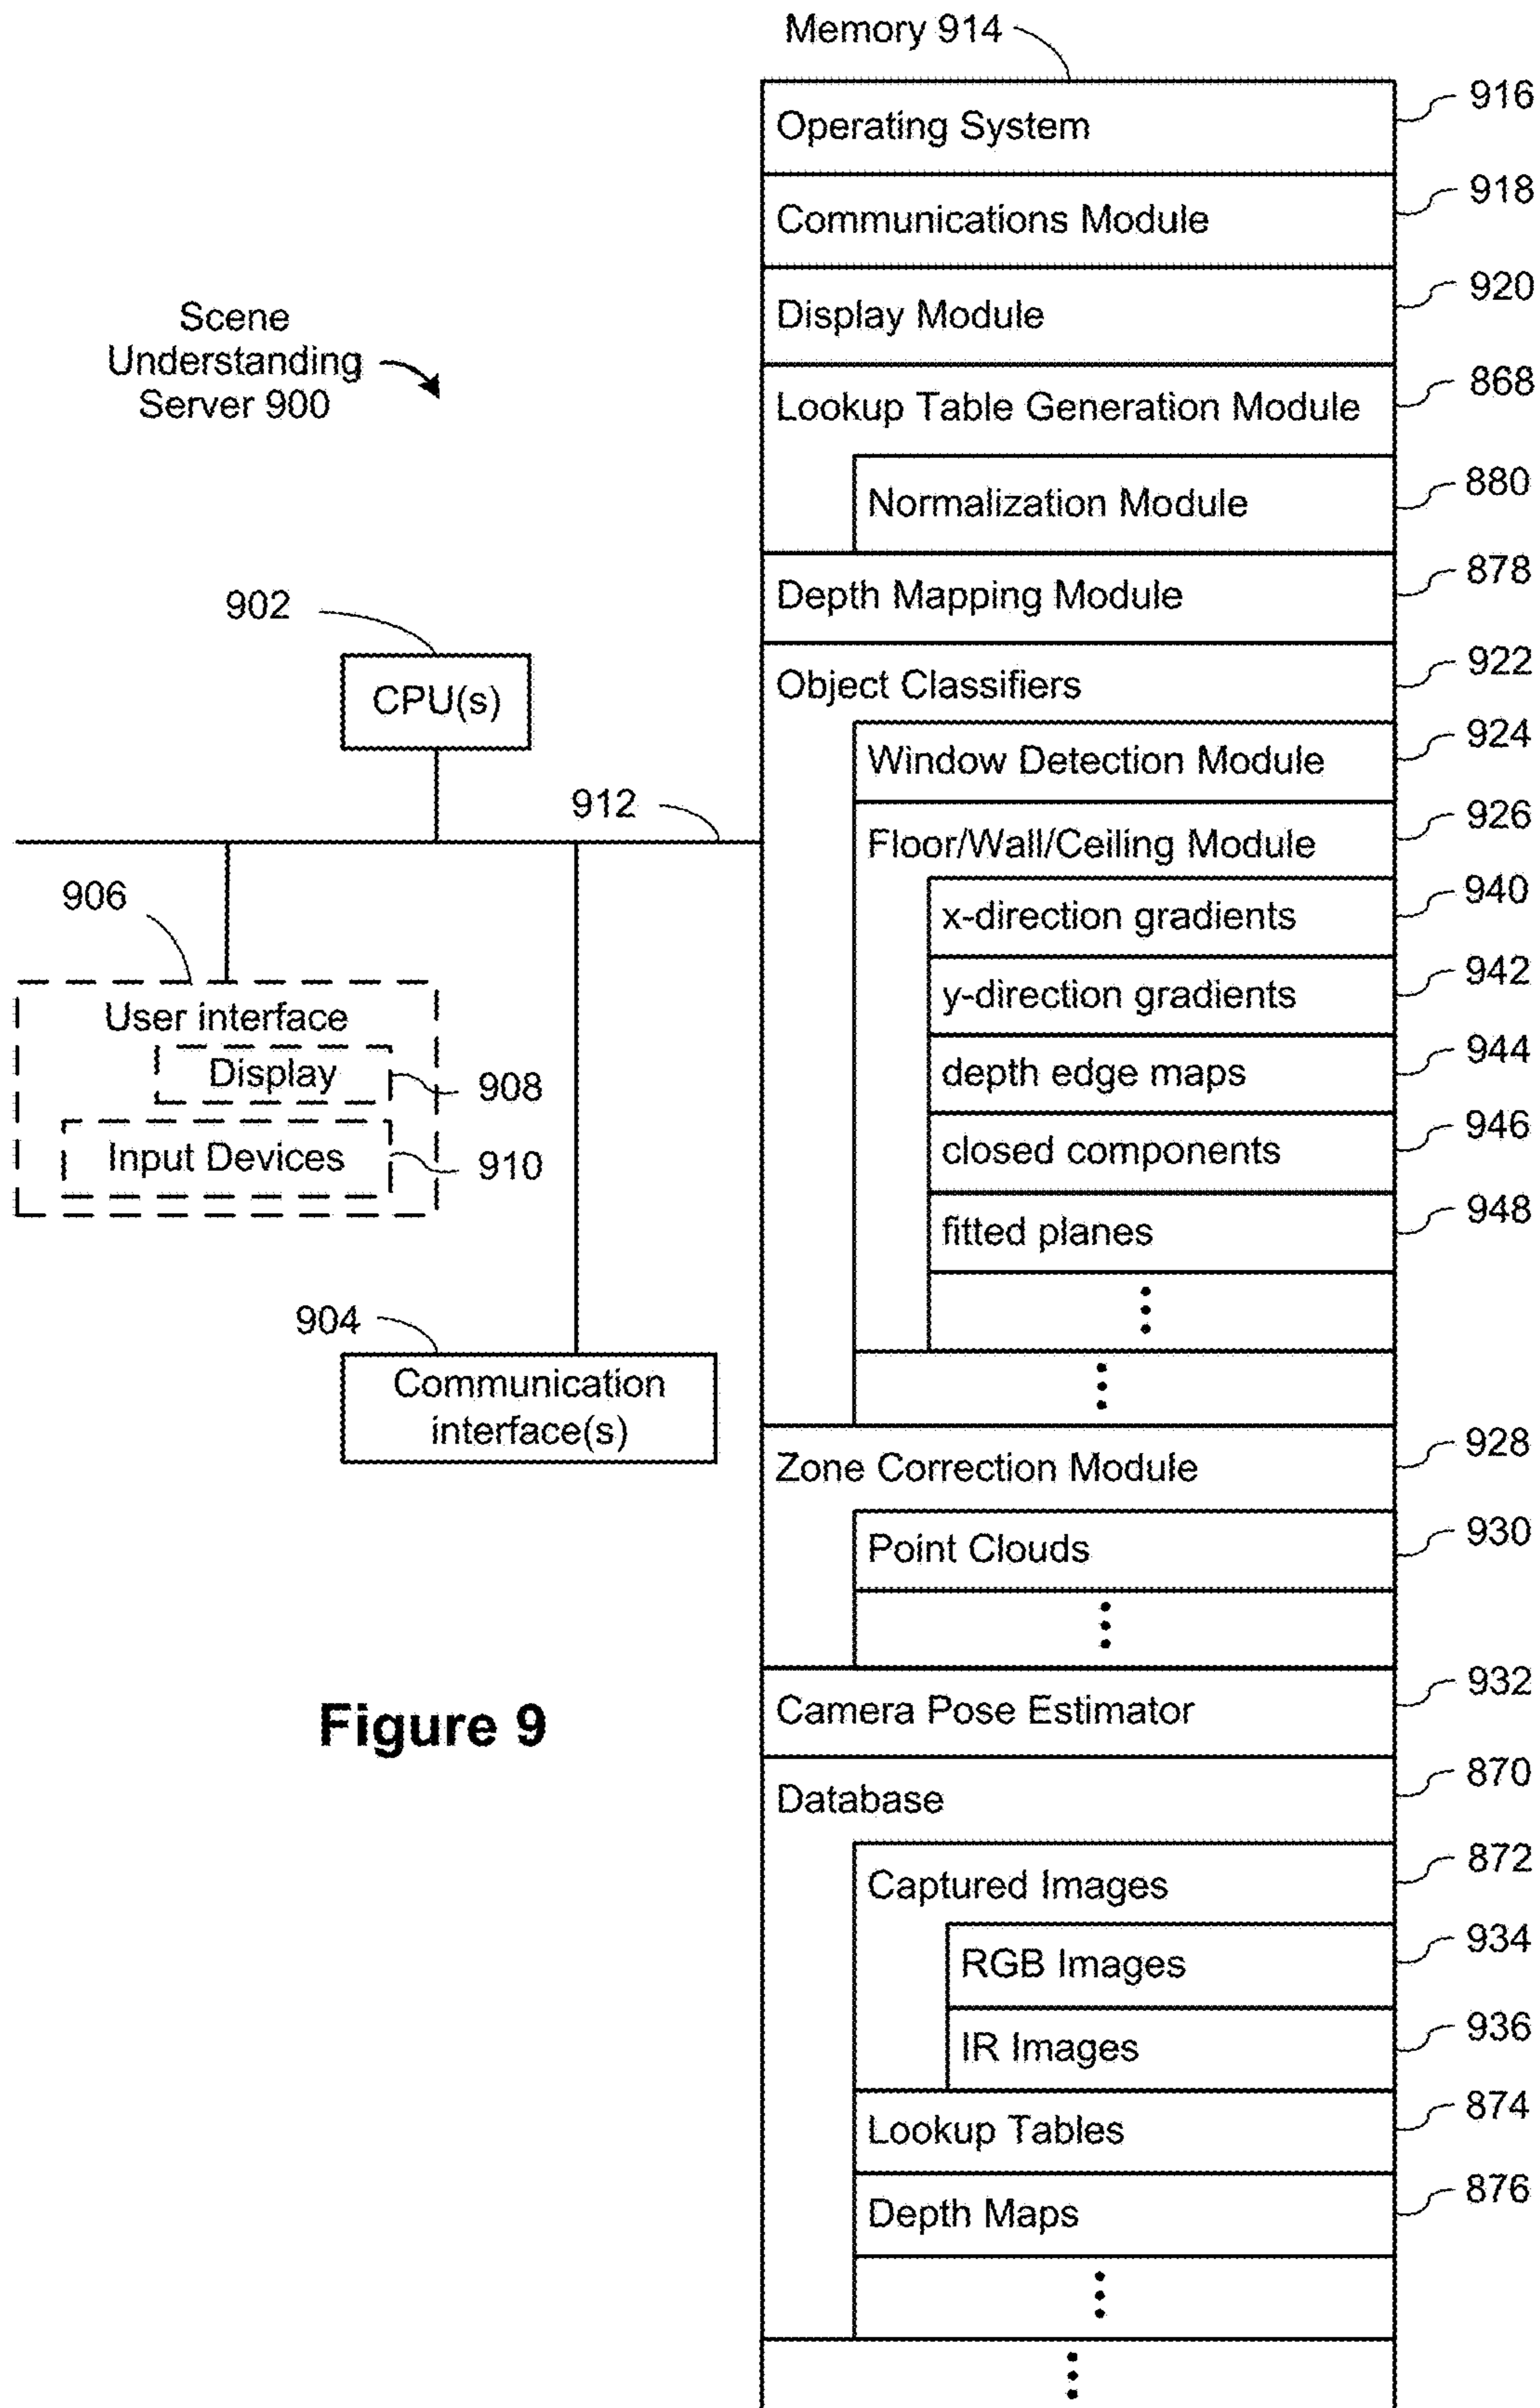 Memory 914
Operating System
916
Communications Module
918
Display Module
920
Scene
Understanding
Server 900
Lookup Table Generation Module
868
Normalization Module
880
Depth Mapping Module
878
902
CPU(s)
Object Classifiers
922
Window Detection Module
924
912
Floor/Wall/Ceiling Module
926
x-direction gradients
940
y-direction gradients
942
depth edge maps
944
closed components
946
fitted planes
948
906
User interface
Display
908
Input Devices
910
904
Communication
interface(s)
Zone Correction Module
928
Point Clouds
930
Camera Pose Estimator
932
Figure 9
Database
870
Captured Images
872
RGB Images
934
IR Images
936
Lookup Tables
874
Depth Maps
876